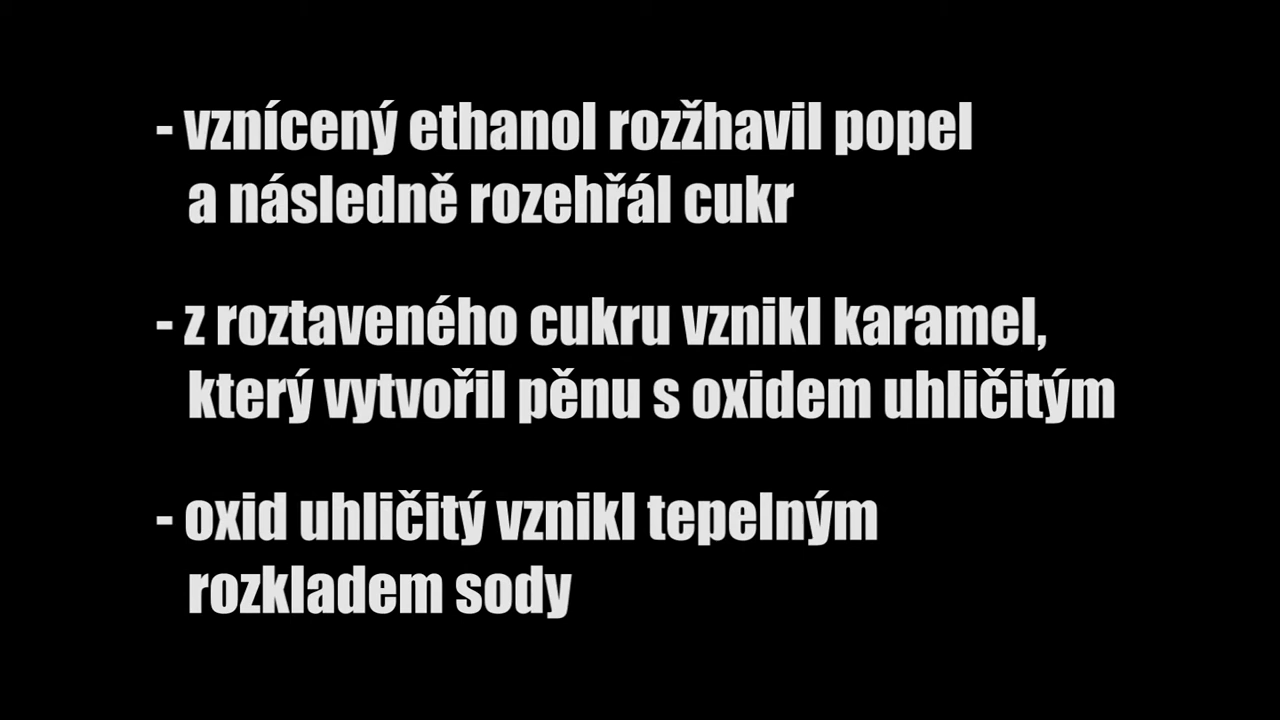 - vznícený ethanol rozžhavil popel
a následně rozehřál cukr
- z roztaveného cukru vznikl karamel,
který vytvořil pěnu s oxidem uhličitým
- oxid uhličitý vznikl tepelným
rozkladem sody